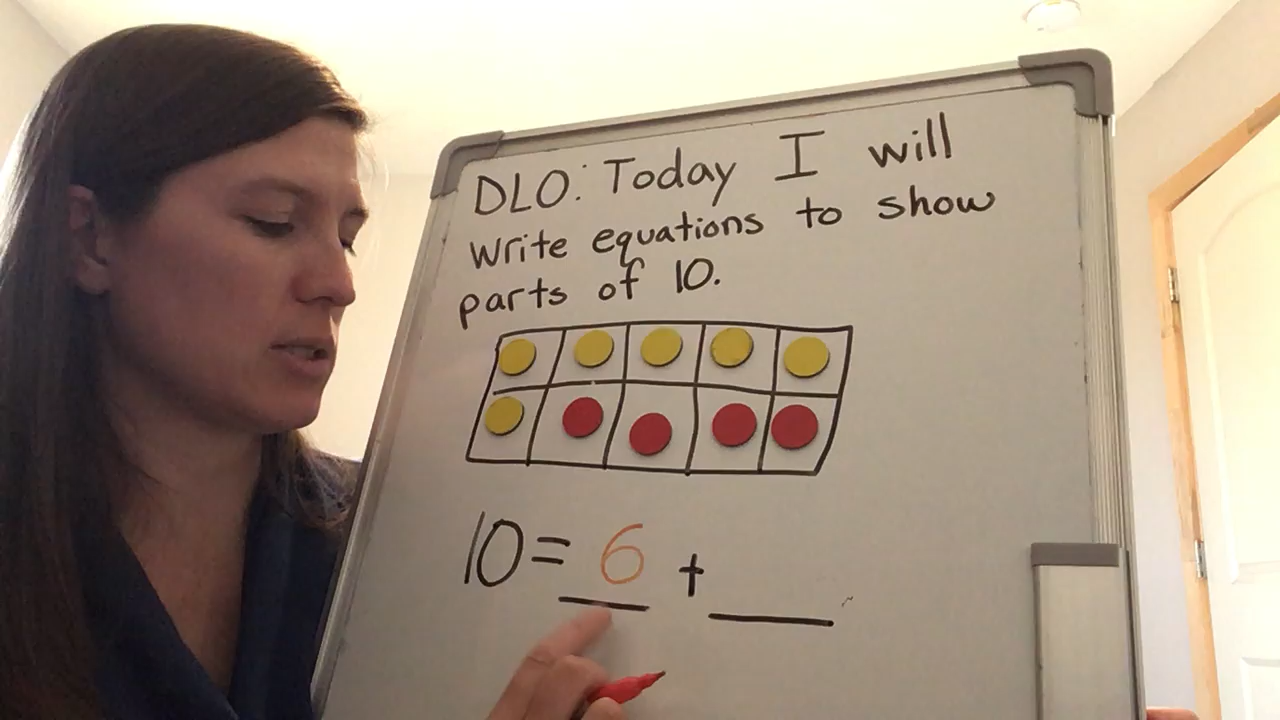 DLO: Today I will
Write equations to show
parts of 10.
10 = 6 + ___